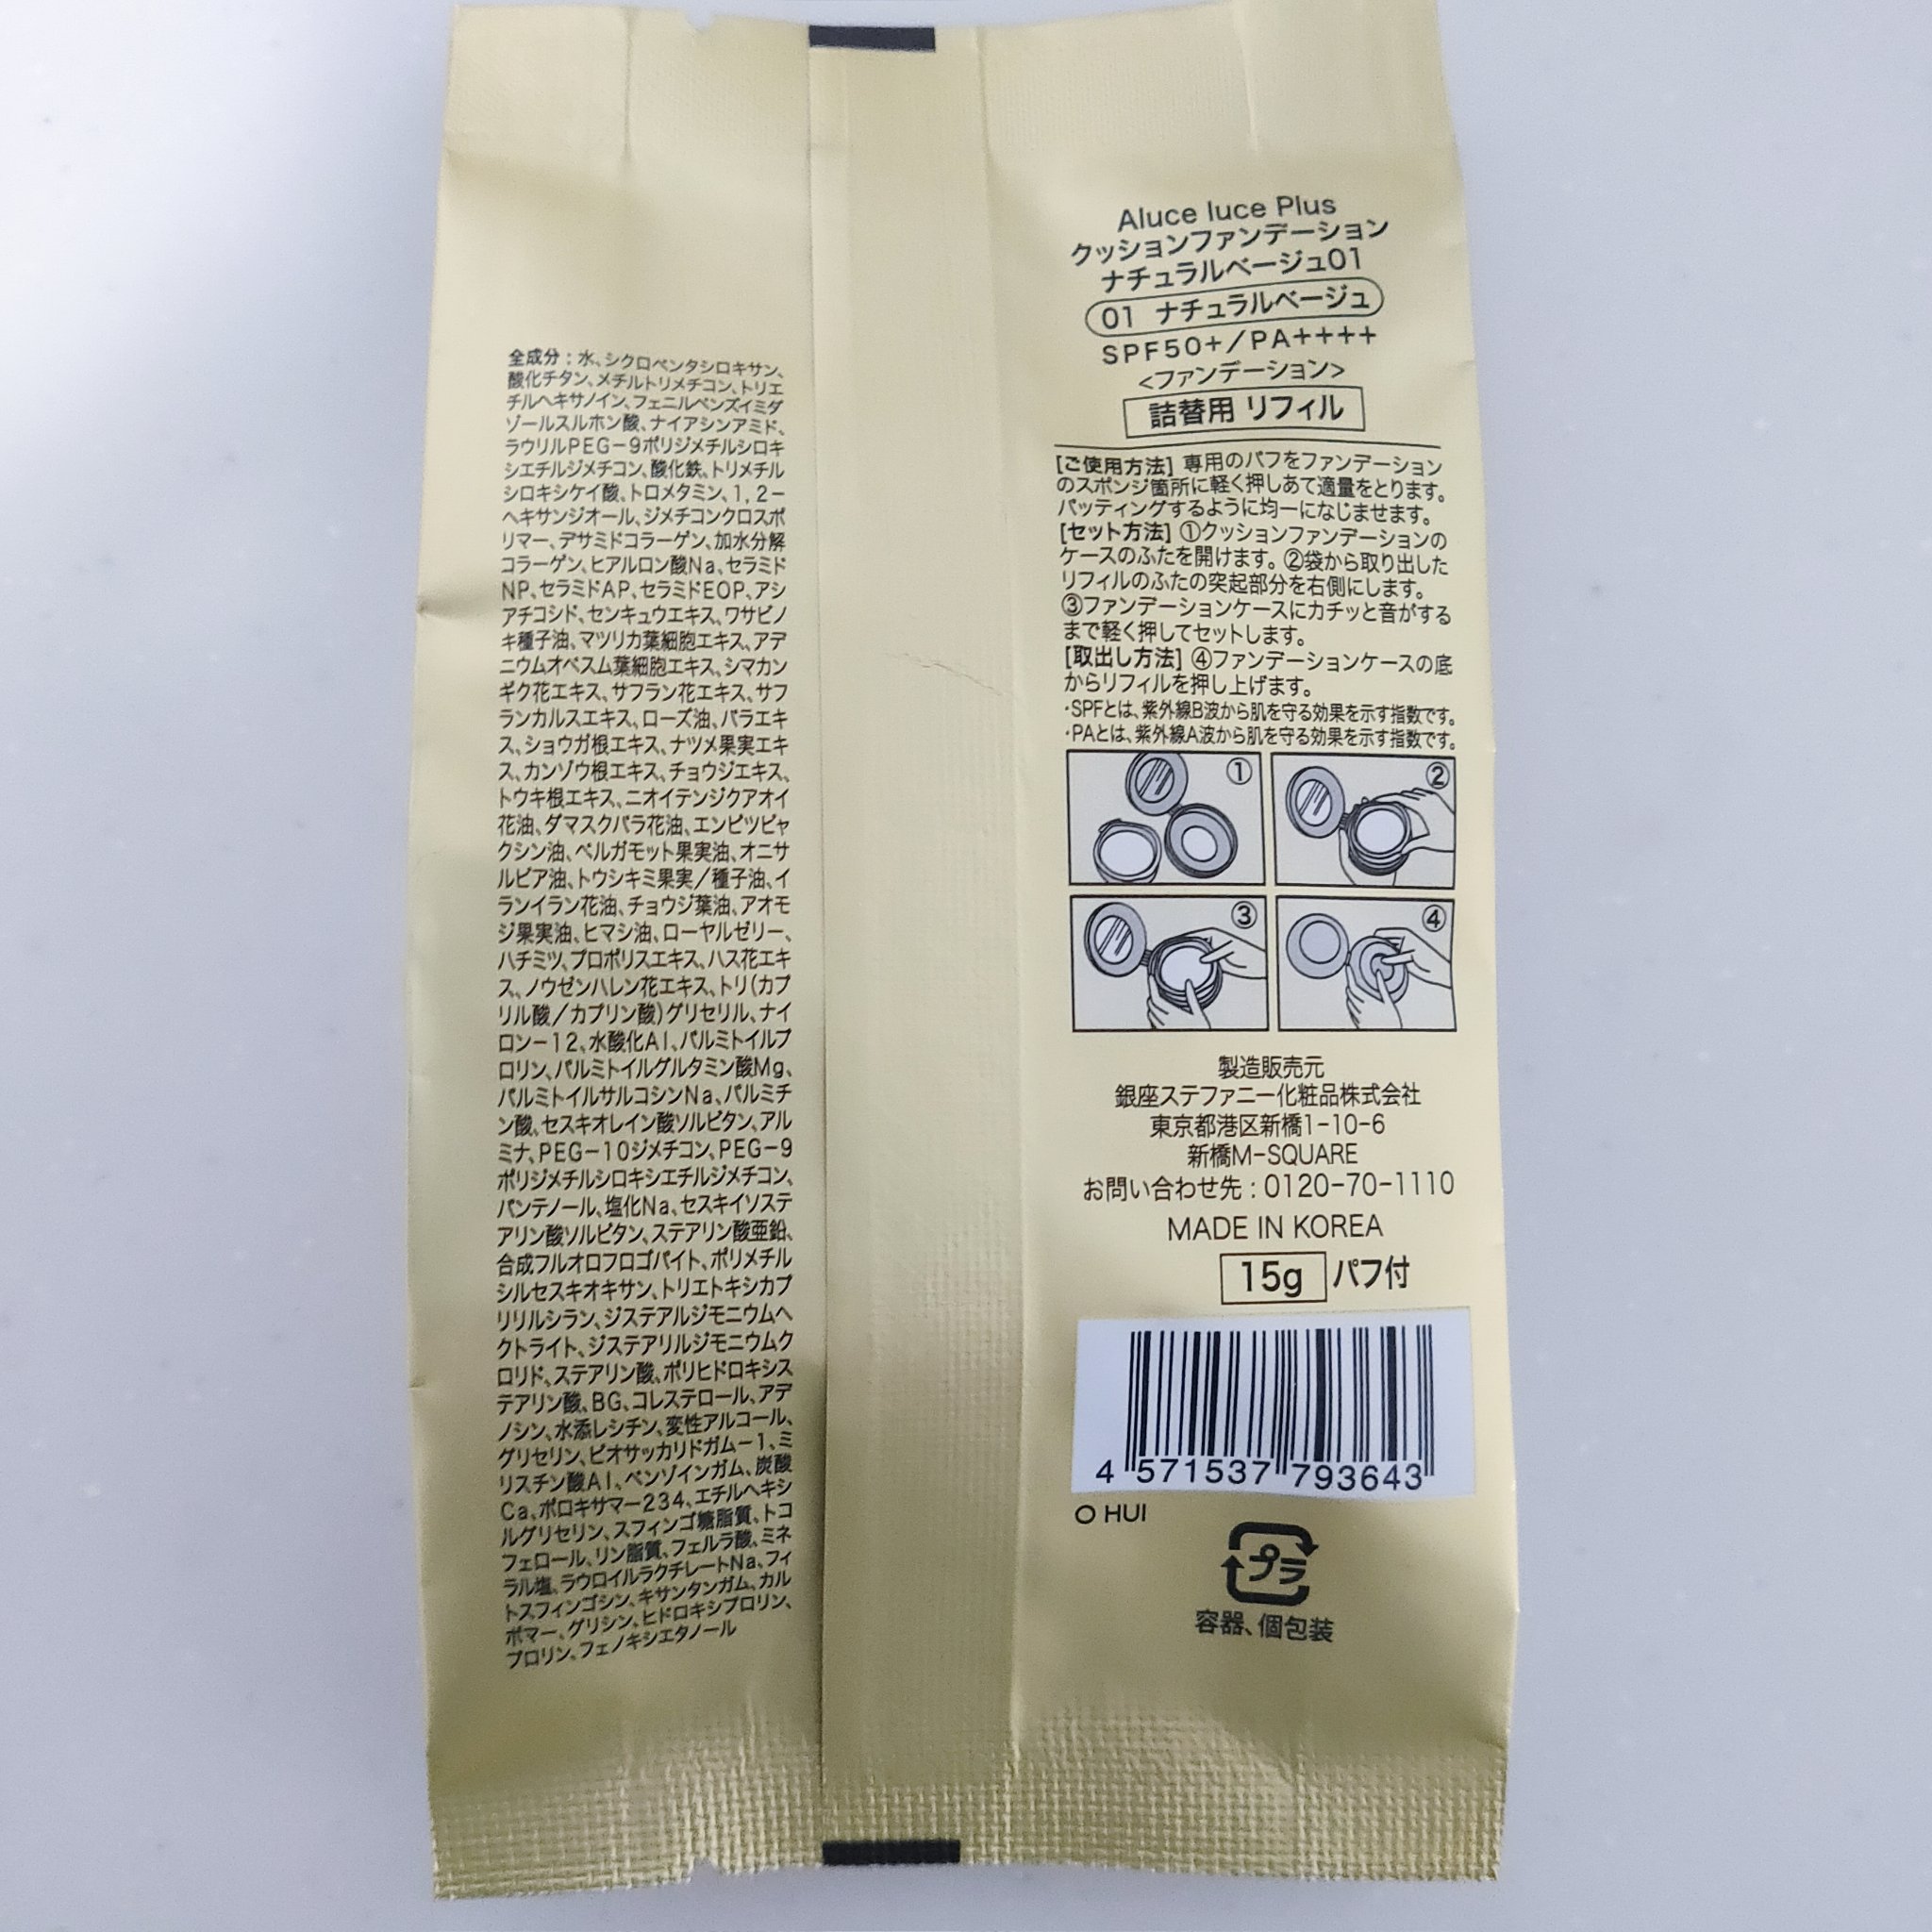 全成分：水、シクロペンタシロキサン、
酸化チタン、メチルトリメチコン、トリエ
チルヘキサノイン、フェニルベンズイミダ
ゾールスルホン酸、ナイアシンアミド、
ラウリルPEG-9ポリジメチルシロキ
シエチルジメチコン、酸化鉄、トリメチル
シロキシケイ酸、トロメタミン、1,2-
ヘキサンジオール、ジメチコンクロスポ
リマー、デサミドコラーゲン、加水分解
コラーゲン、ヒアルロン酸Na、セラミド
NP、セラミドAP、セラミドEOP、アシ
アチコシド、センキュウエキス、ワサビノ
キ種子油、マツリカ葉細胞エキス、アデ
ニウムオベスム葉細胞エキス、シマカン
ギク花エキス、サフラン花エキス、サフ
ランカルスエキス、ローズ油、バラエキ
ス、ショウガ根エキス、ナツメ果実エキ
ス、カンゾウ根エキス、チョウジエキス、
トウキ根エキス、ニオイテンジクアオイ
花油、ダマスクバラ花油、エンピツビャ
クシン油、ベルガモット果実油、オニサ
ルビア油、トウシキミ果実/種子油、イ
ランイラン花油、チョウジ葉油、アオモ
ジ果実油、ヒマシ油、ローヤルゼリー、
ハチミツ、プロポリスエキス、ハス花エキ
ス、ノウゼンハレン花エキス、トリ(カプ
リル酸/カプリン酸)グリセリル、ナイ
ロン-12、水酸化Al、パルミトイルプ
ロリン、パルミトイルグルタミン酸Mg、
パルミトイルサルコシンNa、パルミチ
ン酸、セスキオレイン酸ソルビタン、アル
ミナ、PEG-10ジメチコン、PEG-9
ポリジメチルシロキシエチルジメチコン、
パンテノール、塩化Na、セスキイソステ
アリン酸ソルビタン、ステアリン酸亜鉛、
合成フルオロフロゴパイト、ポリメチル
シルセスキオキサン、トリエトキシカプ
リリルシラン、ジステアルジモニウムヘ
クトライト、ジステアリルジモニウムク
ロリド、ステアリン酸、ポリヒドロキシス
テアリン酸、BG、コレステロール、アデ
ノシン、水添レシチン、変性アルコール、
グリセリン、ビオサッカリドガム-1、ミ
リスチン酸Al、ベンゾインガム、炭酸
Ca、ポロキサマー234、エチルヘキシ
ルグリセリン、スフィンゴ糖脂質、トコ
フェロール、リン脂質、フェルラ酸、ミネ
ラル塩、ラウロイルラクチレートNa、フィ
トスフィンゴシン、キサンタンガム、カル
ボマー、グリシン、ヒドロキシプロリン、
プロリン、フェノキシエタノール
Aluce luce Plus
クッションファンデーション
ナチュラルベージュ01
01 ナチュラルベージュ
SPF50+/PA++++
<ファンデーション>
詰替用 リフィル
[ご使用方法] 専用のパフをファンデーション
のスポンジ箇所に軽く押しあて適量をとります。
パッティングするように均一になじませます。
[セット方法] ①クッションファンデーションの
ケースのふたを開けます。②袋から取り出した
リフィルのふたの突起部分を右側にします。
③ファンデーションケースにカチッと音がする
まで軽く押してセットします。
[取出し方法] ④ファンデーションケースの底
からリフィルを押し上げます。
・SPFとは、紫外線B波から肌を守る効果を示す指数です。
・PAとは、紫外線A波から肌を守る効果を示す指数です。
①
②
③
④
製造販売元
銀座ステファニー化粧品株式会社
東京都港区新橋1-10-6
新橋M-SQUARE
お問い合わせ先：0120-70-1110
MADE IN KOREA
15g パフ付
4 571537 793643
O HUI
プラ
容器、個包装